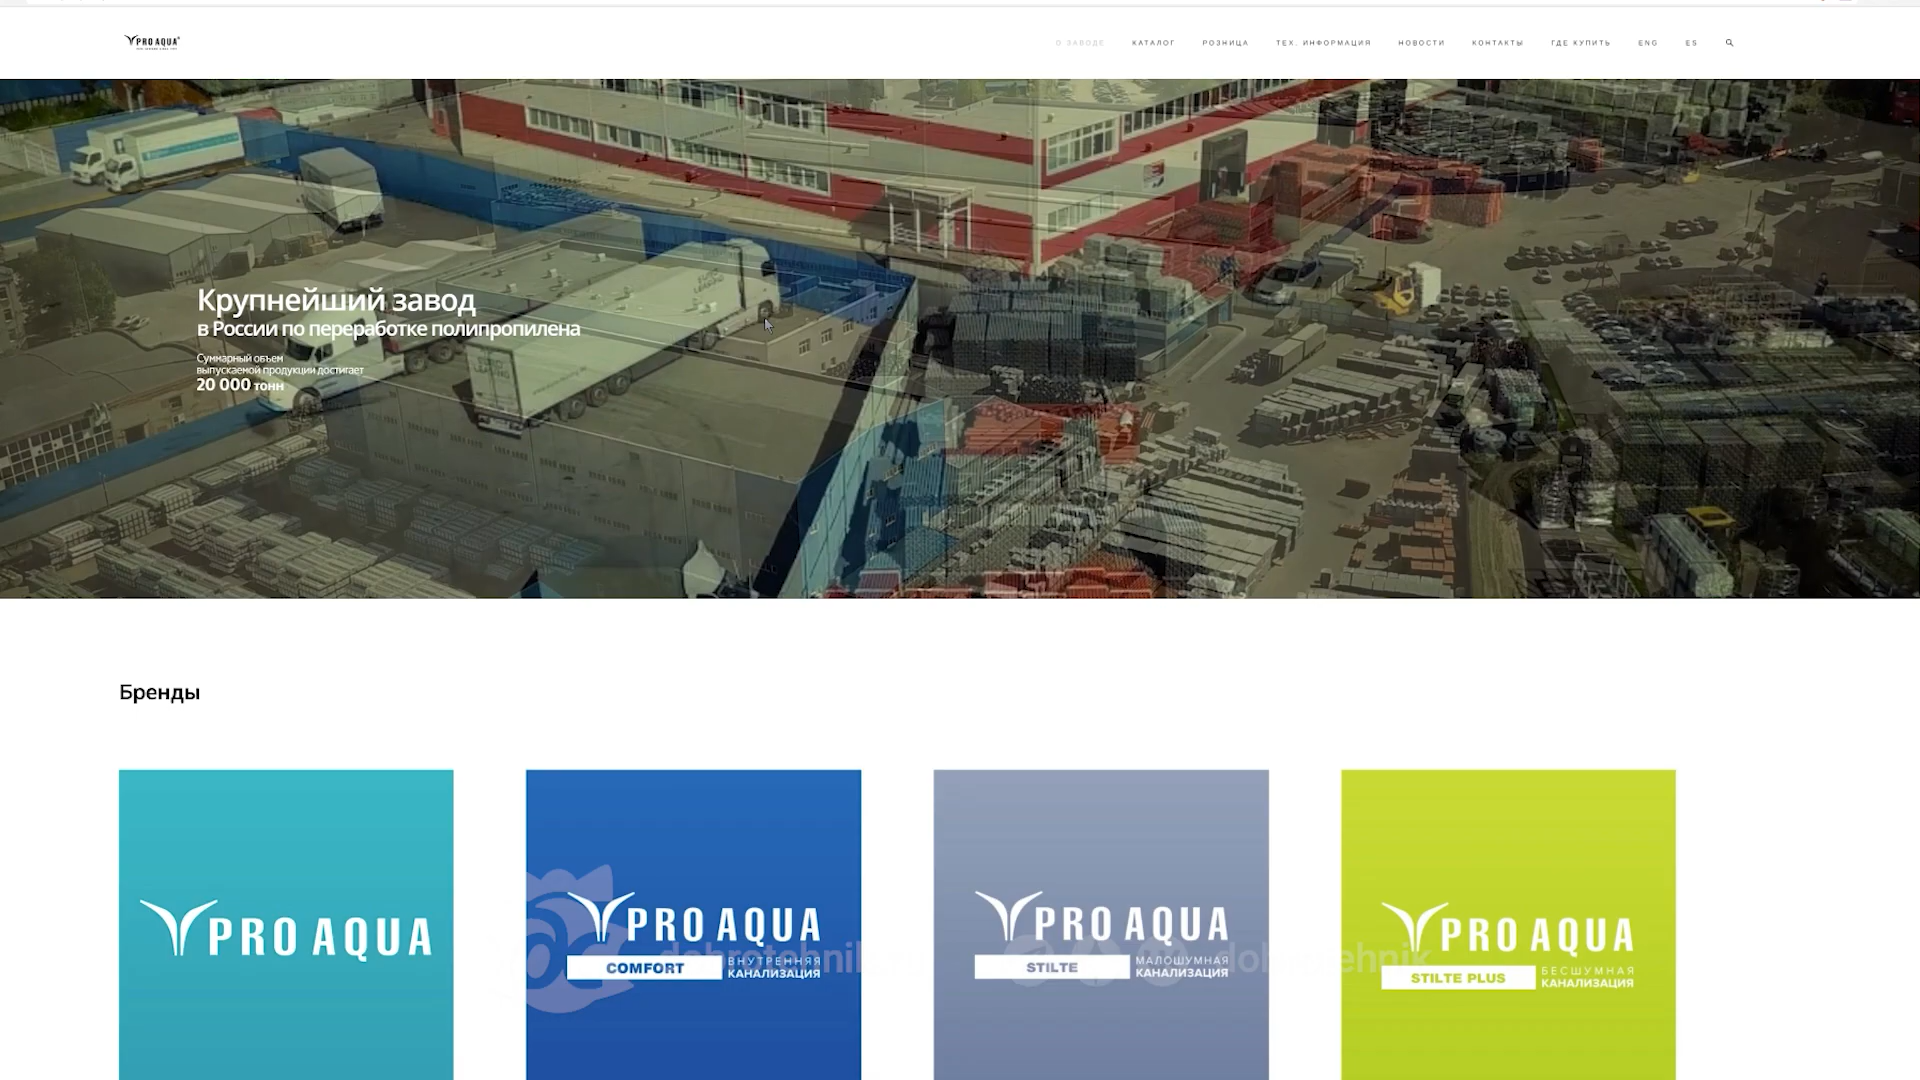 PRO AQUA
О ЗАВОДЕ
КАТАЛОГ
РОЗНИЦА
ТЕХ. ИНФОРМАЦИЯ
НОВОСТИ
КОНТАКТЫ
ГДЕ КУПИТЬ
ENG
ES
Крупнейший завод
в России по переработке полипропилена
Суммарный объем
выпускаемой продукции достигает
20 000 тонн
Бренды
PRO AQUA
PRO AQUA
COMFORT
ВНУТРЕННЯЯ
КАНАЛИЗАЦИЯ
PRO AQUA
STILTE
МАЛОШУМНАЯ
КАНАЛИЗАЦИЯ
PRO AQUA
STILTE PLUS
БЕСШУМНАЯ
КАНАЛИЗАЦИЯ